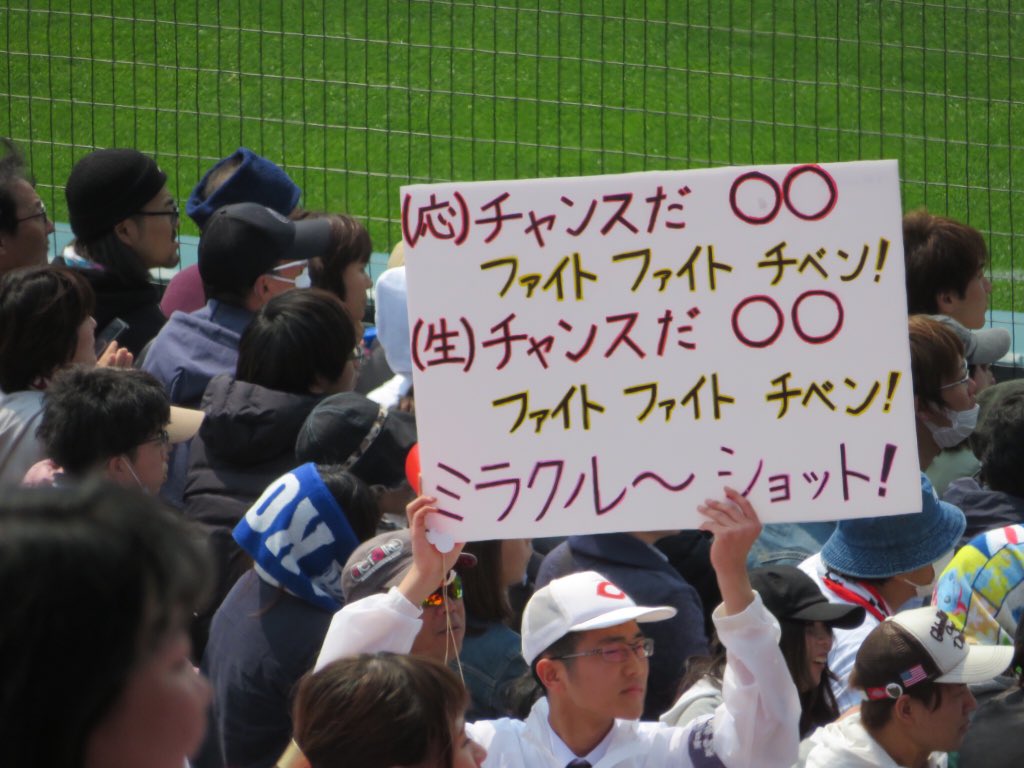 (応)チャンスだ ○○
ファイト ファイト チベン!
(生)チャンスだ ○○
ファイト ファイト チベン!
ミラクル〜 ショット!
C